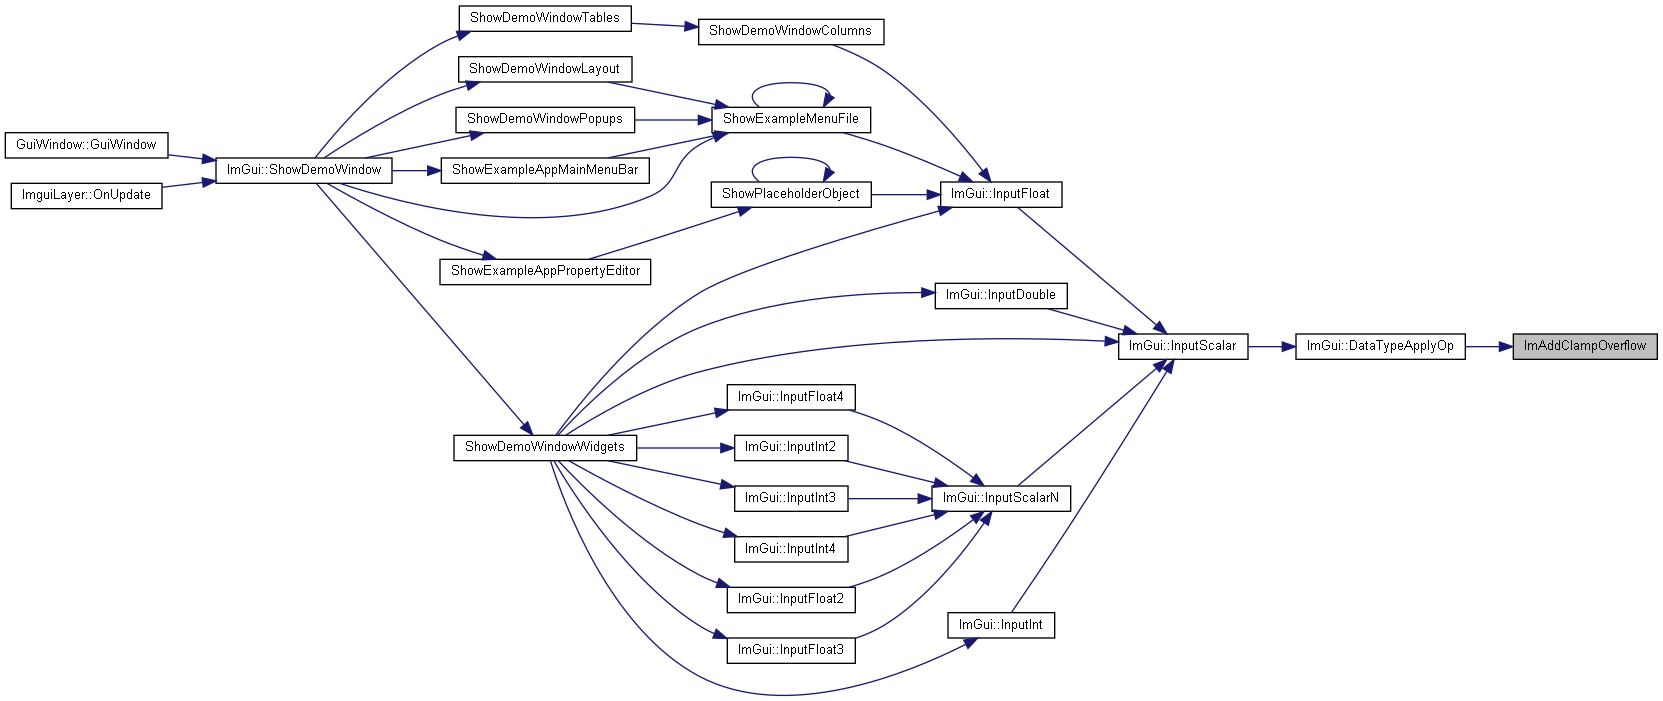 ShowDemoWindowTables
ShowDemoWindowColumns
ShowDemoWindowLayout
ShowDemoWindowPopups
ShowExampleMenuFile
GuiWindow::GuiWindow
ImGui::ShowDemoWindow
ShowExampleAppMainMenuBar
ImguiLayer::OnUpdate
ShowPlaceholderObject
ImGui::InputFloat
ShowExampleAppPropertyEditor
ImGui::InputDouble
ImGui::InputScalar
ImGui::DataTypeApplyOp
ImAddClampOverflow
ImGui::InputFloat4
ShowDemoWindowWidgets
ImGui::InputInt2
ImGui::InputInt3
ImGui::InputScalarN
ImGui::InputInt4
ImGui::InputFloat2
ImGui::InputInt
ImGui::InputFloat3